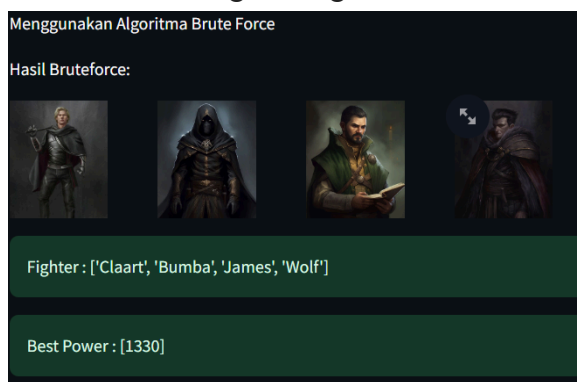 Menggunakan Algoritma Brute Force
Hasil Bruteforce:
Fighter : ['Claart', 'Bumba', 'James', 'Wolf']
Best Power : [1330]